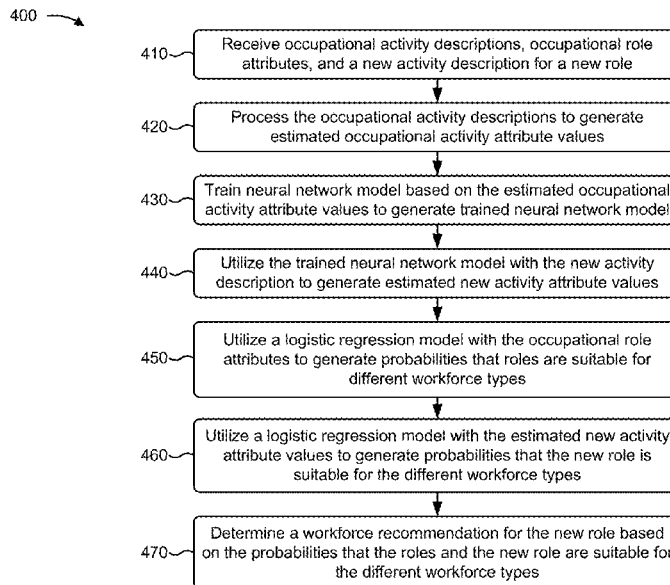 400
410
Receive occupational activity descriptions, occupational role
attributes, and a new activity description for a new role
420
Process the occupational activity descriptions to generate
estimated occupational activity attribute values
430
Train neural network model based on the estimated occupational
activity attribute values to generate trained neural network model
440
Utilize the trained neural network model with the new activity
description to generate estimated new activity attribute values
450
Utilize a logistic regression model with the occupational role
attributes to generate probabilities that roles are suitable for
different workforce types
460
Utilize a logistic regression model with the estimated new activity
attribute values to generate probabilities that the new role is
suitable for the different workforce types
470
Determine a workforce recommendation for the new role based
on the probabilities that the roles and the new role are suitable for
the different workforce types